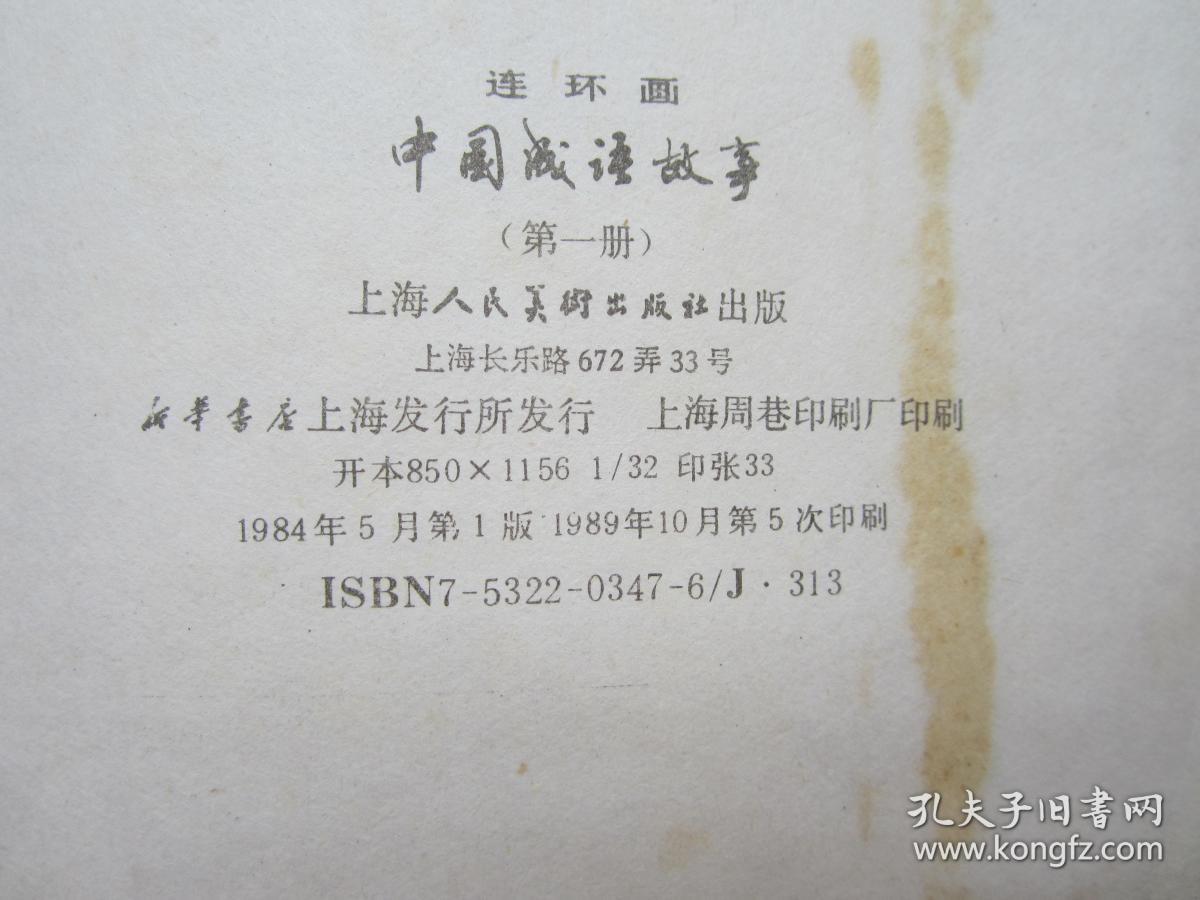 连环画
中国成语故事
（第一册）
上海人民美術出版社出版
上海长乐路672弄33号
新華書店上海发行所发行 上海周巷印刷厂印刷
开本850×1156 1/32 印张33
1984年5月第1版 1989年10月第5次印刷
ISBN7-5322-0347-6/J·313
孔夫子旧书网
www.kongfz.com